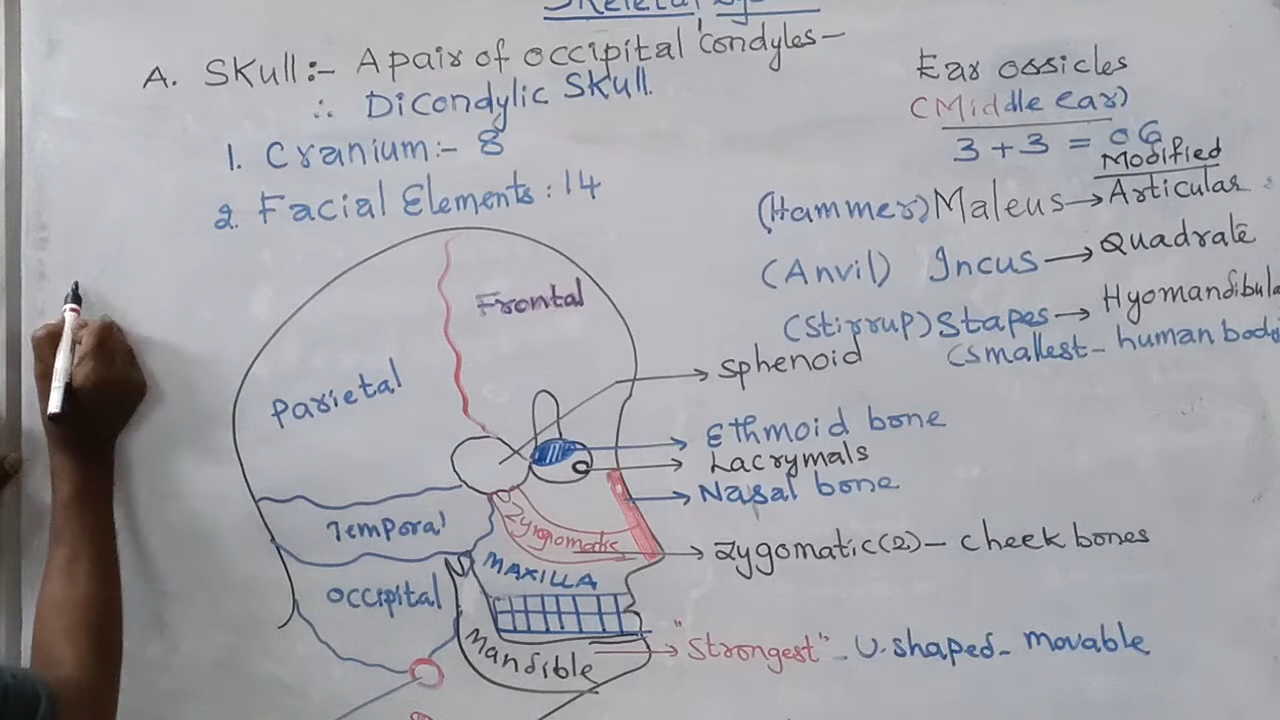 Skeletal
A. Skull:- A pair of occipital condyles-
∴ Dicondylic Skull.
1. Cranium:- 8
2. Facial Elements: 14
Ear ossicles
(Middle ear)
3 + 3 = 06
Modified
(Hammer) Maleus → Articular
(Anvil) Incus → Quadrate
(Stirrup) Stapes → Hyomandibula
(Smallest - human body
Frontal
Parietal
Sphenoid
Ethmoid bone
Lacrymals
Nasal bone
Temporal
Zygomatic
Zygomatic(2) - cheek bones
MAXILLA
Occipital
Mandible
"Strongest" - U. shaped - movable